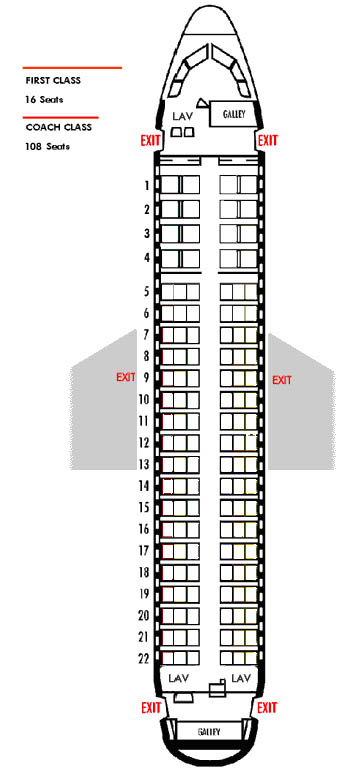 FIRST CLASS
16 Seats
COACH CLASS
108 Seats
LAV
GALLEY
EXIT EXIT
1
2
3
4
5
6
7
8
EXIT 9 EXIT
10
11
12
13
14
15
16
17
18
19
20
21
22
LAV LAV
EXIT EXIT
GALLEY